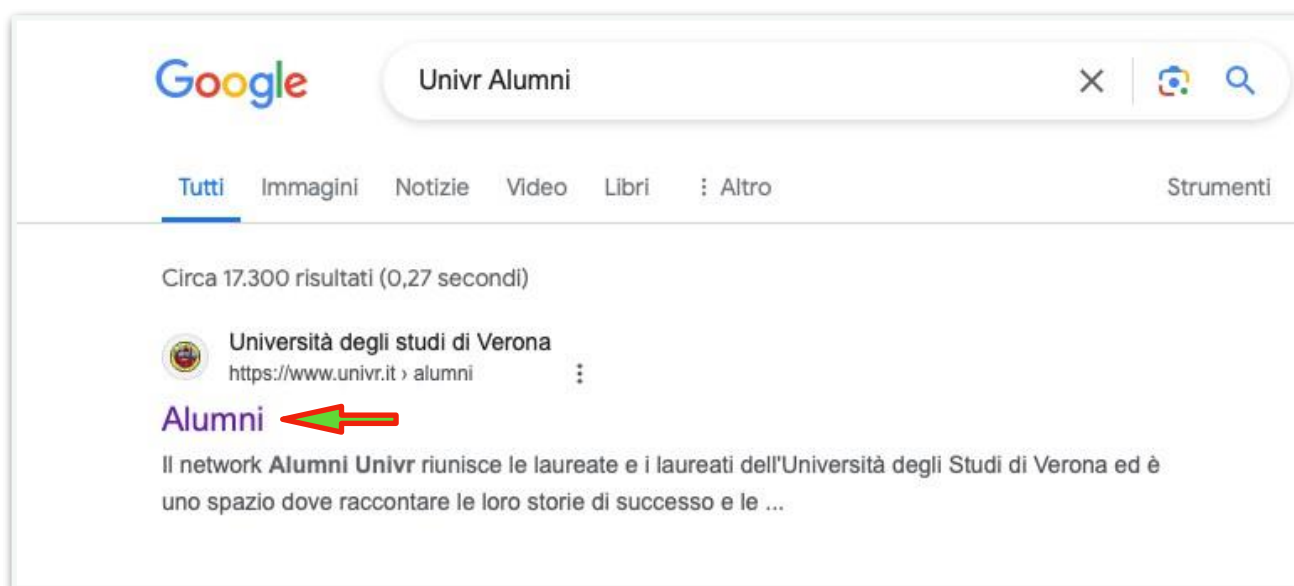 Google
Univr Alumni
Tutti Immagini Notizie Video Libri Altro Strumenti
Circa 17.300 risultati (0,27 secondi)
Università degli studi di Verona
https://www.univr.it › alumni
Alumni
Il network Alumni Univr riunisce le laureate e i laureati dell'Università degli Studi di Verona ed è
uno spazio dove raccontare le loro storie di successo e le ...